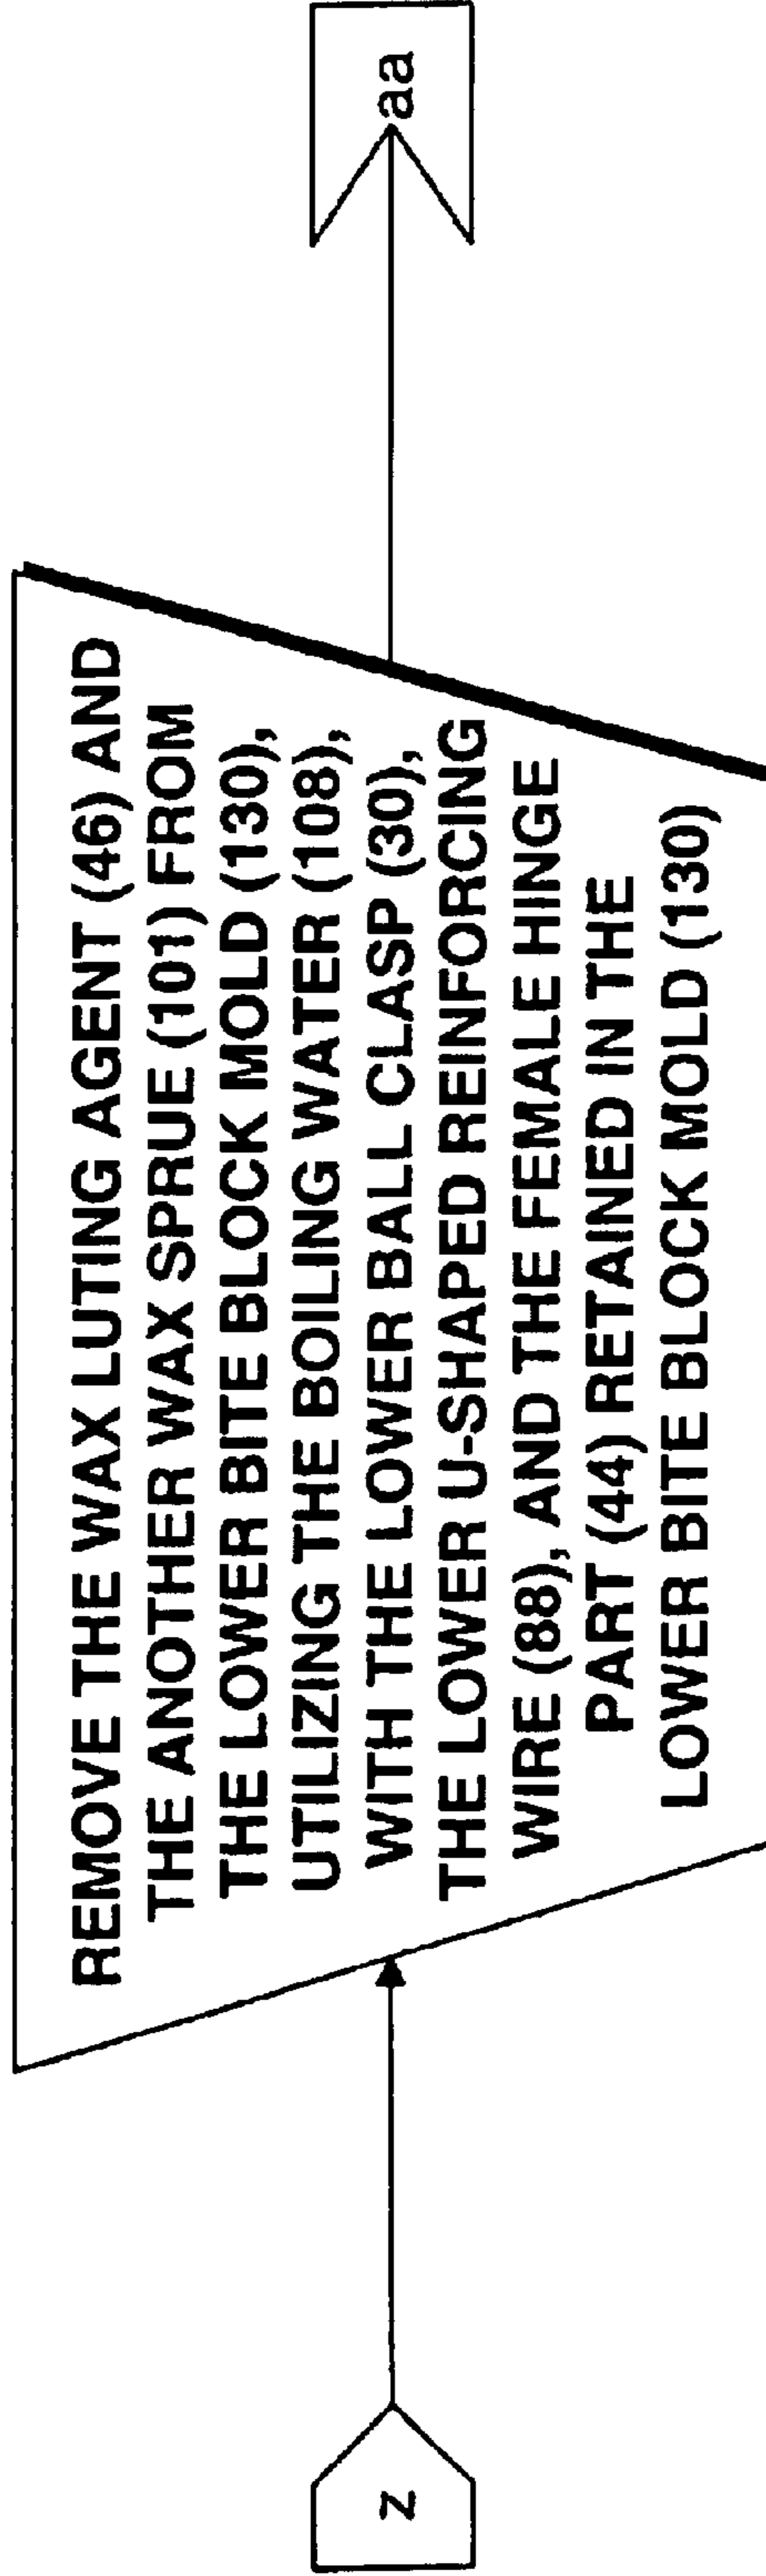 z
REMOVE THE WAX LUTING AGENT (46) AND
THE ANOTHER WAX SPRUE (101) FROM
THE LOWER BITE BLOCK MOLD (130),
UTILIZING THE BOILING WATER (108),
WITH THE LOWER BALL CLASP (30),
THE LOWER U-SHAPED REINFORCING
WIRE (88), AND THE FEMALE HINGE
PART (44) RETAINED IN THE
LOWER BITE BLOCK MOLD (130)
aa